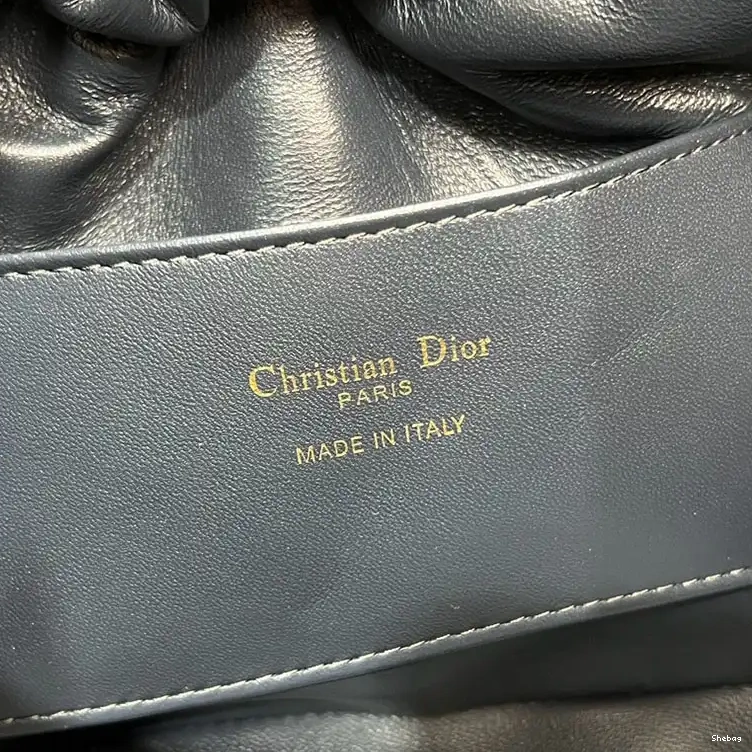 Christian Dior
PARIS
MADE IN ITALY
Shebag